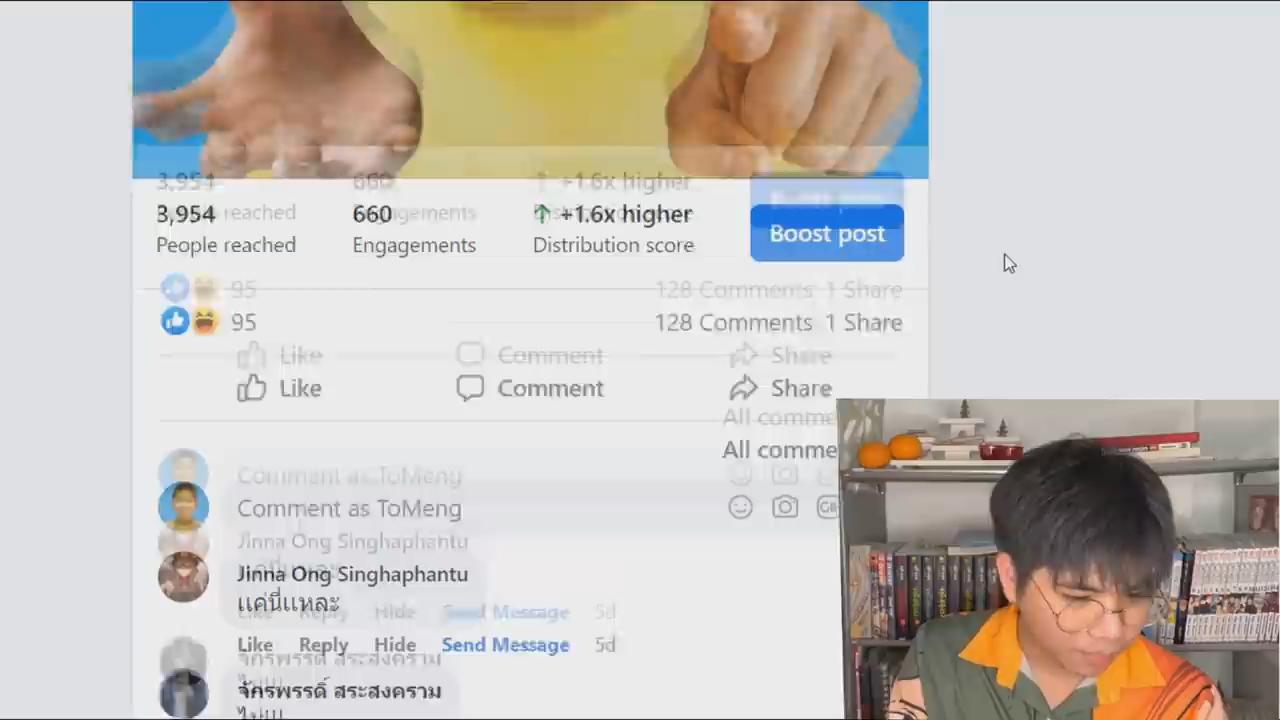 3,954 660 +1.6x higher
People reached Engagements Distribution score Boost post
95 128 Comments 1 Share
Like Comment Share
All comme
Comment as ToMeng GIF
Jinna Ong Singhaphantu
แค่นี่แหละ
Like Reply Hide Send Message 5d
จักรพรรดิ์ สระสงคราม